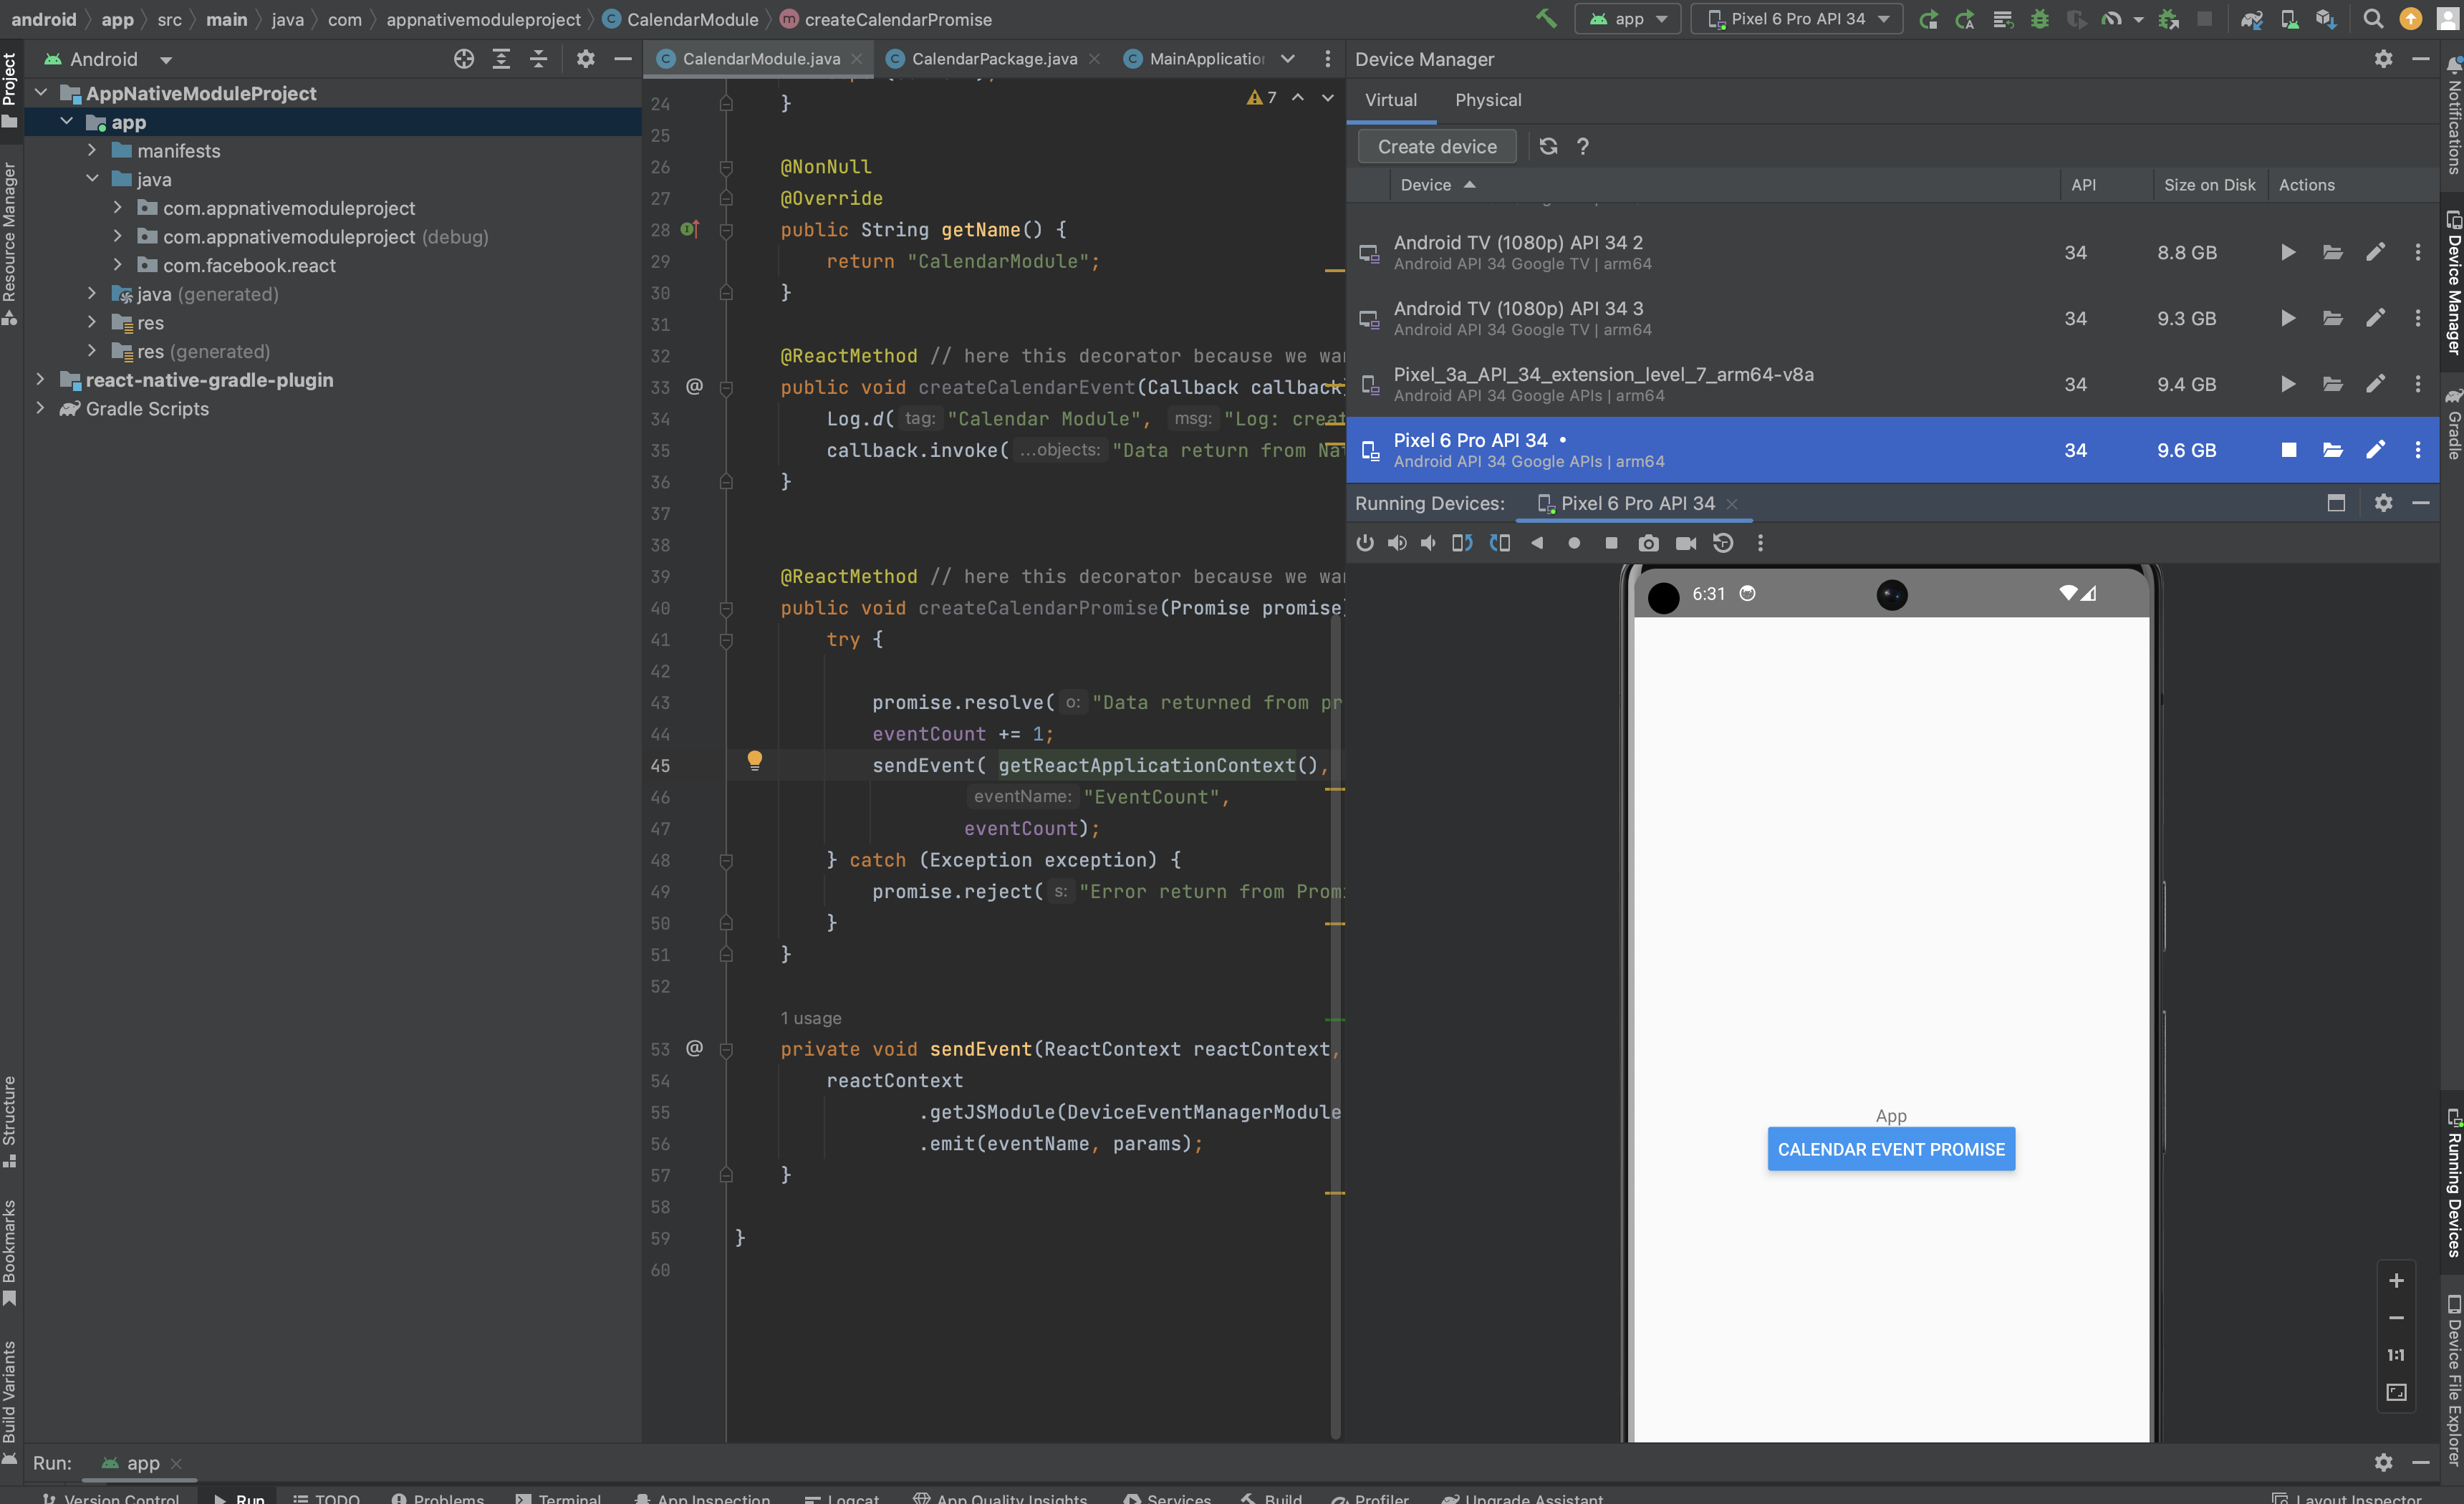 android app src main java com appnativemoduleproject CalendarModule createCalendarPromise
app Pixel 6 Pro API 34
Project
Resource Manager
Structure
Bookmarks
Build Variants
Android
AppNativeModuleProject
app
manifests
java
com.appnativemoduleproject
com.appnativemoduleproject (debug)
com.facebook.react
java (generated)
res
res (generated)
react-native-gradle-plugin
Gradle Scripts
CalendarModule.java CalendarPackage.java MainApplication
7
24 }
25
26 @NonNull
27 @Override
28 public String getName() {
29 return "CalendarModule";
30 }
31
32 @ReactMethod // here this decorator because we wa
33 public void createCalendarEvent(Callback callback
34 Log.d( tag: "Calendar Module", msg: "Log: creat
35 callback.invoke( ...objects: "Data return from Nat
36 }
37
38
39 @ReactMethod // here this decorator because we wa
40 public void createCalendarPromise(Promise promise
41 try {
42
43 promise.resolve( o: "Data returned from pr
44 eventCount += 1;
45 sendEvent( getReactApplicationContext(),
46 eventName: "EventCount",
47 eventCount);
48 } catch (Exception exception) {
49 promise.reject( s: "Error return from Prom
50 }
51 }
52
1 usage
53 private void sendEvent(ReactContext reactContext,
54 reactContext
55 .getJSModule(DeviceEventManagerModule
56 .emit(eventName, params);
57 }
58
59 }
60
Device Manager
Virtual Physical
Create device ?
Device API Size on Disk Actions
Android TV (1080p) API 34 2 34 8.8 GB
Android API 34 Google TV | arm64
Android TV (1080p) API 34 3 34 9.3 GB
Android API 34 Google TV | arm64
Pixel_3a_API_34_extension_level_7_arm64-v8a 34 9.4 GB
Android API 34 Google APIs | arm64
Pixel 6 Pro API 34 • 34 9.6 GB
Android API 34 Google APIs | arm64
Running Devices: Pixel 6 Pro API 34
6:31
App
CALENDAR EVENT PROMISE
1:1
Notifications
Device Manager
Gradle
Running Devices
Device File Explorer
Run: app
Version Control Run TODO Problems Terminal App Inspection Logcat App Quality Insights Services Build Profiler Upgrade Assistant Layout Inspector